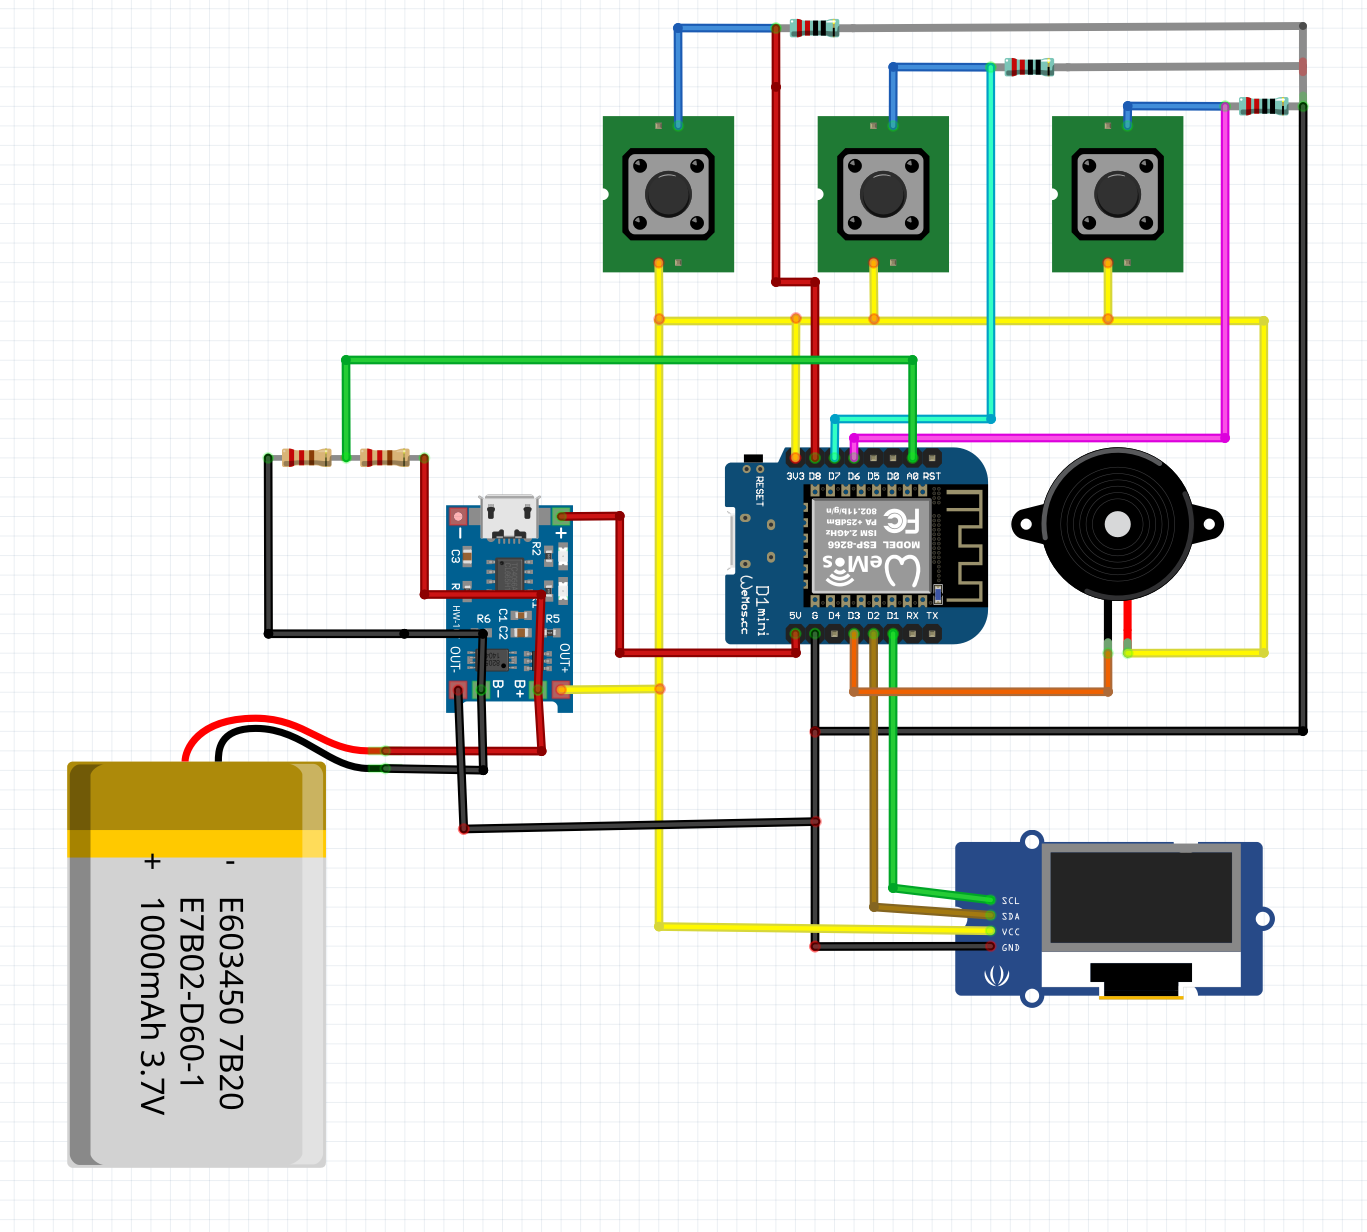 3V3 D8 D7 D6 D5 D0 A0 RST
RESET
MODEL ESP-8266
ISM 2.4GHz
PA +25dBm
802.11b/g/n
FC
WeMos
D1 mini
WeMos.cc
5V G D4 D3 D2 D1 RX TX
-
+
R2
C3
C1
C2
R6
R5
OUT-
B-
B+
OUT+
+
-
E603450 7B20
E7B02-D60-1
1000mAh 3.7V
SCL
SDA
VCC
GND